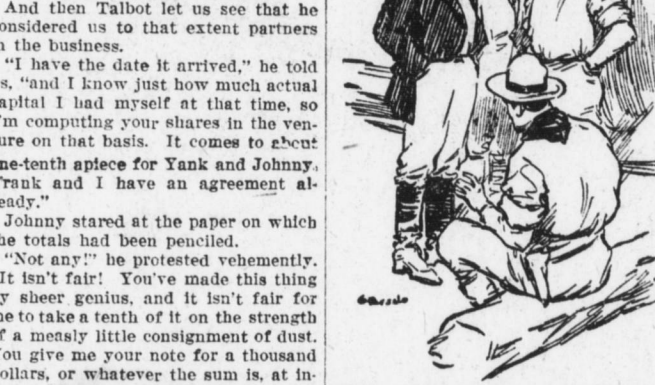 And then Talbot let us see that he
onsidered us to that extent partners
n the business.
"I have the date it arrived," he told
s, "and I know just how much actual
apital I had myself at that time, so
'm computing your shares in the ven-
ure on that basis. It comes to about
ne-tenth apiece for Yank and Johnny.
rank and I have an agreement al-
eady."
Johnny stared at the paper on which
he totals had been penciled.
"Not any!" he protested vehemently.
It isn't fair! You've made this thing
y sheer genius, and it isn't fair for
ne to take a tenth of it on the strength
f a measly little consignment of dust.
ou give me your note for a thousand
ollars, or whatever the sum is, at in-